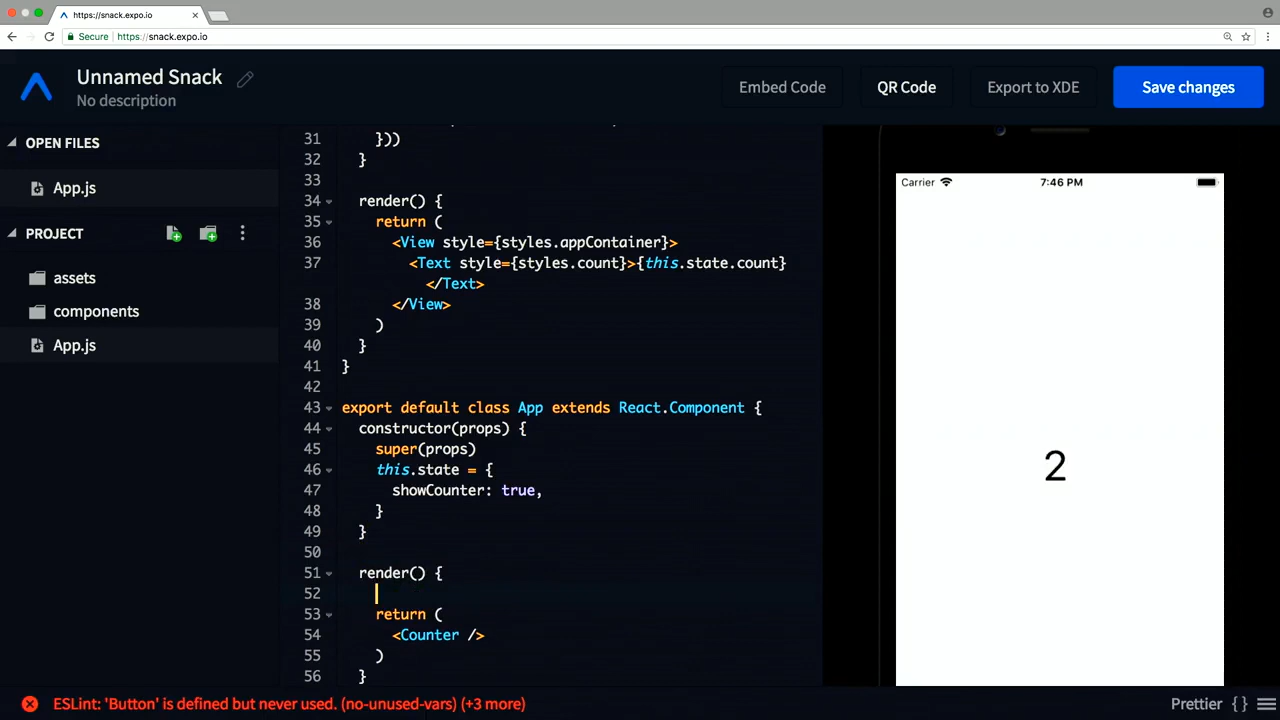 https://snack.expo.io
Secure https://snack.expo.io
Unnamed Snack
No description
Embed Code
QR Code
Export to XDE
Save changes
OPEN FILES
App.js
PROJECT
assets
components
App.js
31 }))
32 }
33
34 render() {
35 return (
36 <View style={styles.appContainer}>
37 <Text style={styles.count}>{this.state.count}
</Text>
38 </View>
39 )
40 }
41 }
42
43 export default class App extends React.Component {
44 constructor(props) {
45 super(props)
46 this.state = {
47 showCounter: true,
48 }
49 }
50
51 render() {
52
53 return (
54 <Counter />
55 )
56 }
Carrier 7:46 PM
2
ESLint: 'Button' is defined but never used. (no-unused-vars) (+3 more)
Prettier { }